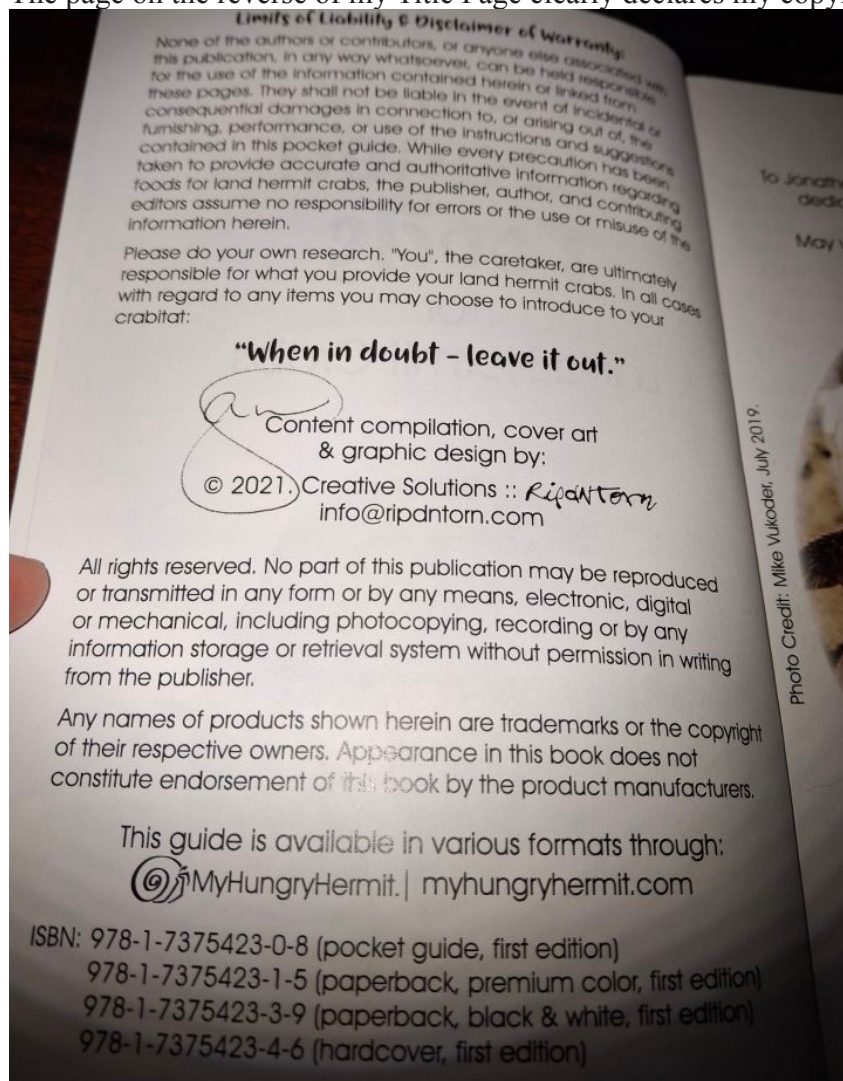 The page on the reverse of my Title Page clearly declares my
Limits of Liability & Disclaimer of Warranty:
None of the authors or contributors, or anyone else associated with
this publication, in any way whatsoever, can be held responsible
for the use of the information contained herein or linked from
these pages. They shall not be liable in the event of incidental or
consequential damages in connection to, or arising out of, the
furnishing, performance, or use of the instructions and suggestions
contained in this pocket guide. While every precaution has been
taken to provide accurate and authoritative information regarding
foods for land hermit crabs, the publisher, author, and contributing
editors assume no responsibility for errors or the use or misuse of the
information herein.
Please do your own research. "You", the caretaker, are ultimately
responsible for what you provide your land hermit crabs. In all cases
with regard to any items you may choose to introduce to your
crabitat:
“When in doubt – leave it out.”
Content compilation, cover art
& graphic design by:
© 2021. Creative Solutions :: RipdNTorn
info@ripdntorn.com
All rights reserved. No part of this publication may be reproduced
or transmitted in any form or by any means, electronic, digital
or mechanical, including photocopying, recording or by any
information storage or retrieval system without permission in writing
from the publisher.
Any names of products shown herein are trademarks or the copyright
of their respective owners. Appearance in this book does not
constitute endorsement of this book by the product manufacturers.
This guide is available in various formats through:
MyHungryHermit. | myhungryhermit.com
ISBN: 978-1-7375423-0-8 (pocket guide, first edition)
978-1-7375423-1-5 (paperback, premium color, first edition)
978-1-7375423-3-9 (paperback, black & white, first edition)
978-1-7375423-4-6 (hardcover, first edition)
To
May
Photo Credit: Mike Vukoder, July 2019.